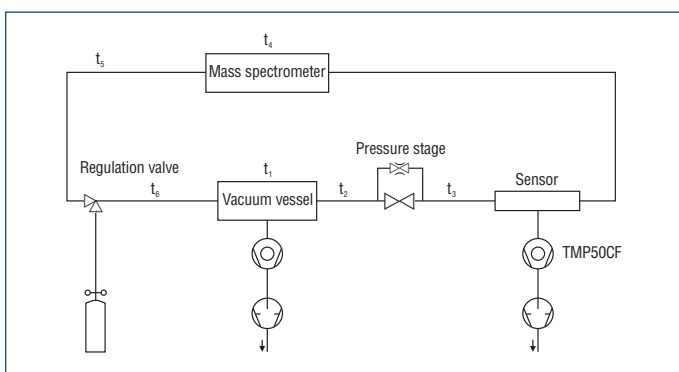 t₄
t₅
Mass spectrometer
Pressure stage
Regulation valve
t₁
Sensor
t₆
t₂
t₃
Vacuum vessel
TMP50CF